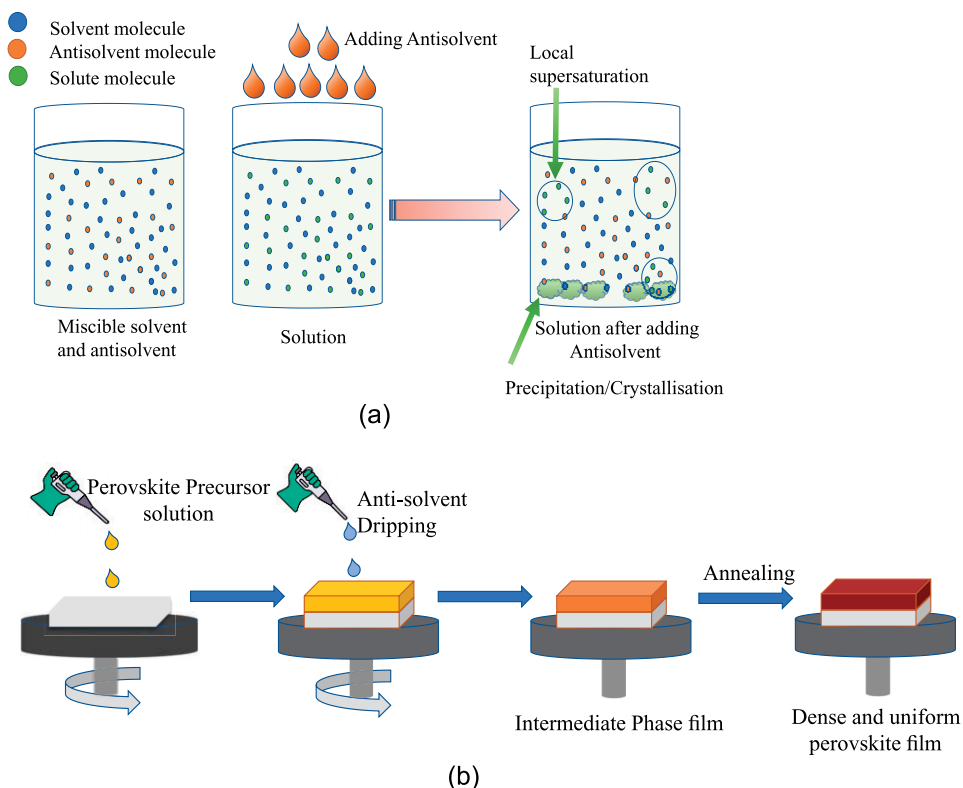 Solvent molecule
Antisolvent molecule
Solute molecule
Adding Antisolvent
Local
supersaturation
Miscible solvent
and antisolvent
Solution
Solution after adding
Antisolvent
Precipitation/Crystallisation
(a)
Perovskite Precursor
solution
Anti-solvent
Dripping
Annealing
Intermediate Phase film
Dense and uniform
perovskite film
(b)